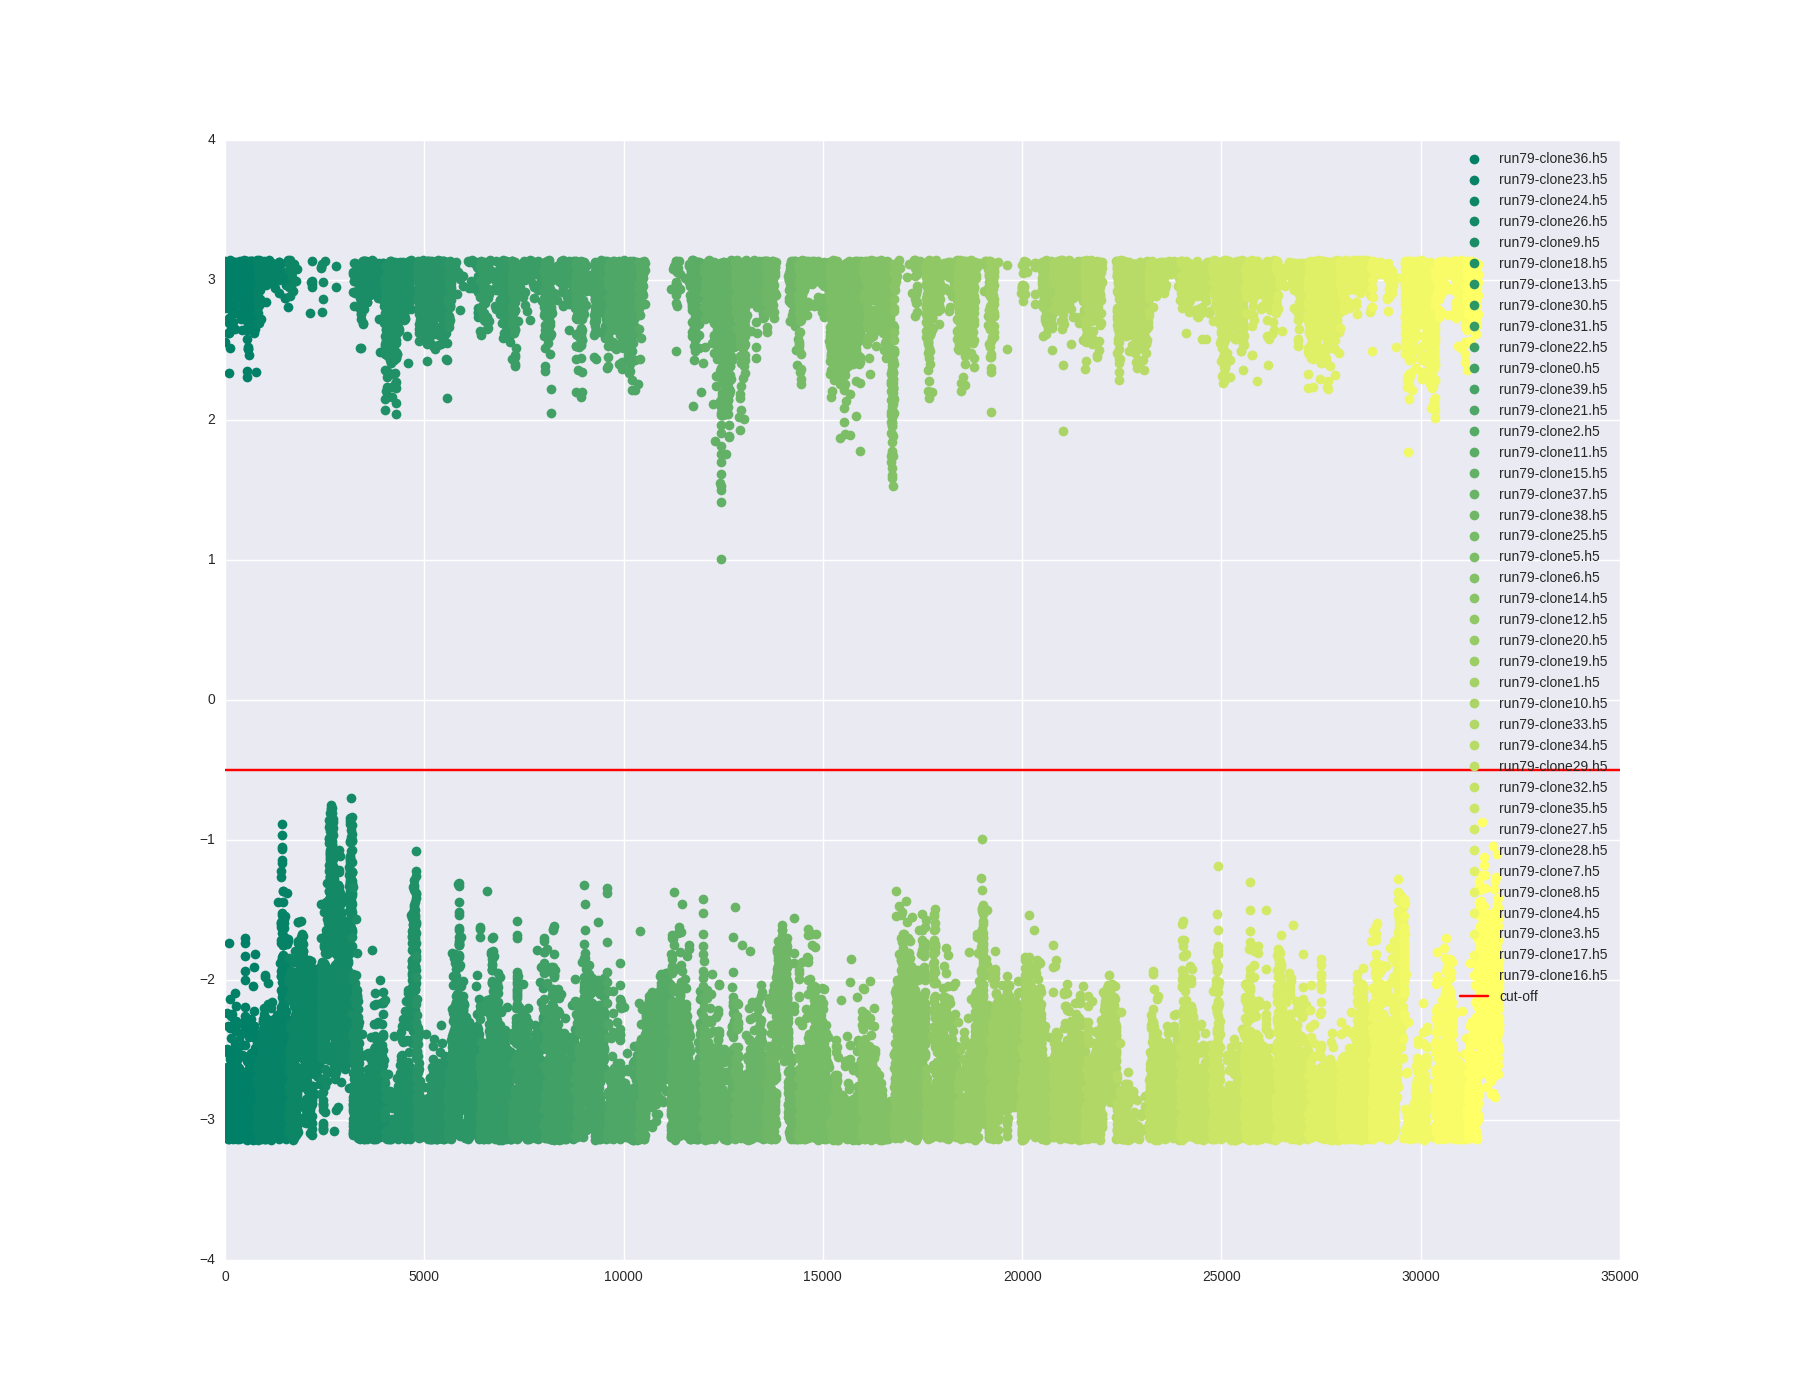 4
3
2
1
0
−1
−2
−3
−4
0
5000
10000
15000
20000
25000
30000
35000
run79-clone36.h5
run79-clone23.h5
run79-clone24.h5
run79-clone26.h5
run79-clone9.h5
run79-clone18.h5
run79-clone13.h5
run79-clone30.h5
run79-clone31.h5
run79-clone22.h5
run79-clone0.h5
run79-clone39.h5
run79-clone21.h5
run79-clone2.h5
run79-clone11.h5
run79-clone15.h5
run79-clone37.h5
run79-clone38.h5
run79-clone25.h5
run79-clone5.h5
run79-clone6.h5
run79-clone14.h5
run79-clone12.h5
run79-clone20.h5
run79-clone19.h5
run79-clone1.h5
run79-clone10.h5
run79-clone33.h5
run79-clone34.h5
run79-clone29.h5
run79-clone32.h5
run79-clone35.h5
run79-clone27.h5
run79-clone28.h5
run79-clone7.h5
run79-clone8.h5
run79-clone4.h5
run79-clone3.h5
run79-clone17.h5
run79-clone16.h5
cut-off